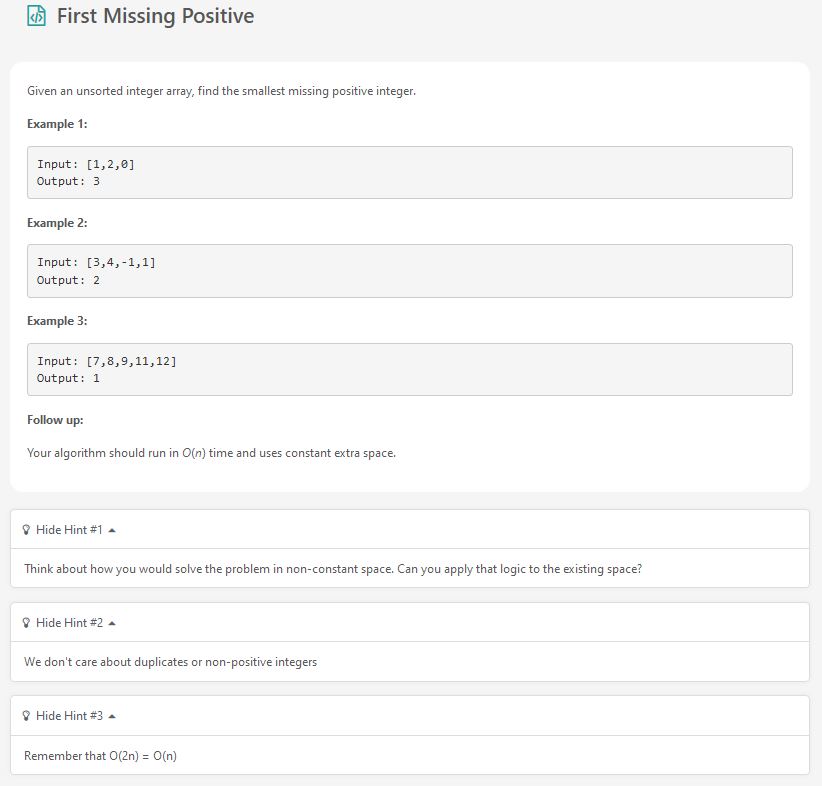 First Missing Positive
Given an unsorted integer array, find the smallest missing positive integer.
Example 1:
Input: [1,2,0]
Output: 3
Example 2:
Input: [3,4,-1,1]
Output: 2
Example 3:
Input: [7,8,9,11,12]
Output: 1
Follow up:
Your algorithm should run in O(n) time and uses constant extra space.
Hide Hint #1
Think about how you would solve the problem in non-constant space. Can you apply that logic to the existing space?
Hide Hint #2
We don't care about duplicates or non-positive integers
Hide Hint #3
Remember that O(2n) = O(n)